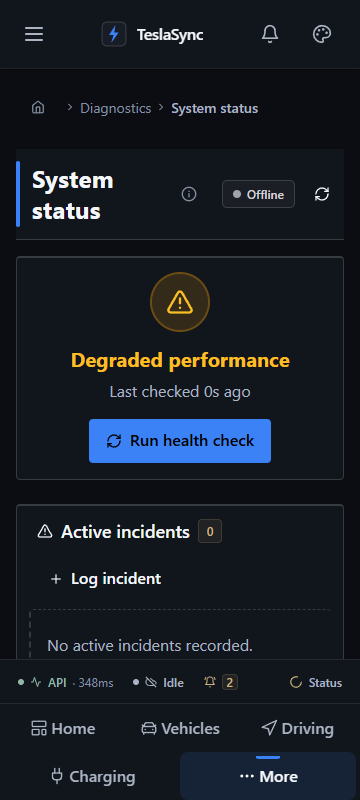 TeslaSync
Diagnostics
System status
System
status
Offline
Degraded performance
Last checked 0s ago
Run health check
Active incidents 0
+ Log incident
No active incidents recorded.
API · 348ms
Idle
2
Status
Home
Vehicles
Driving
Charging
More